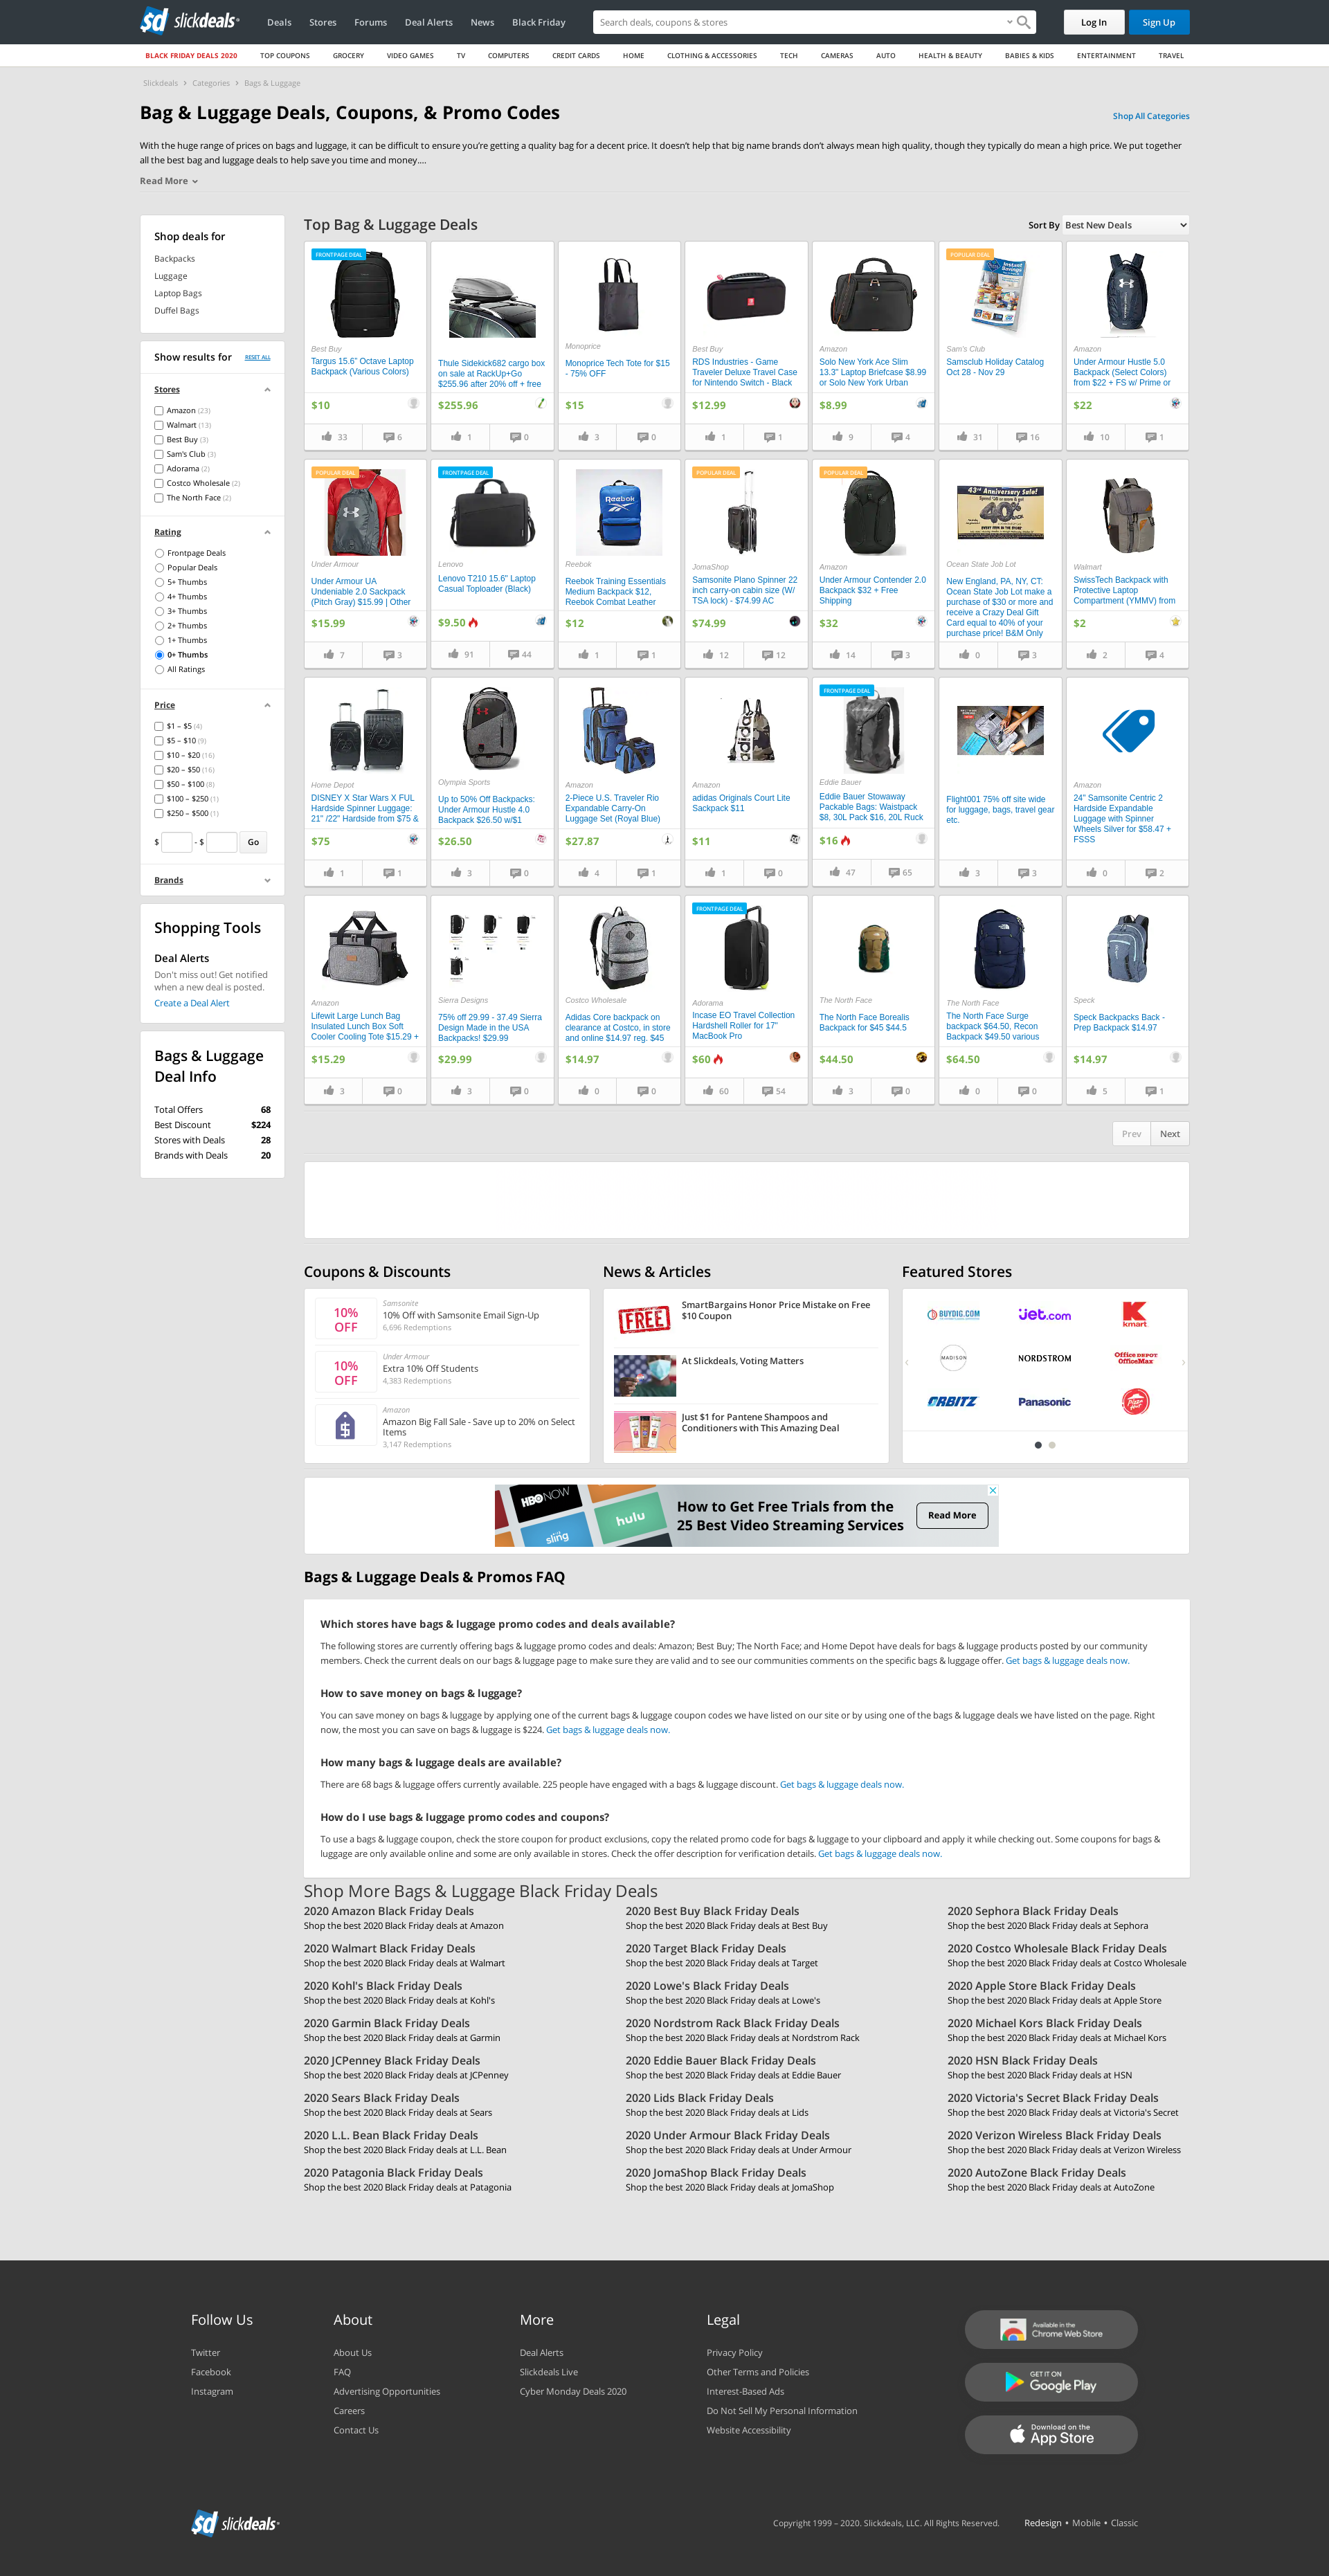 slickdeals
Deals
Stores
Forums
Deal Alerts
News
Black Friday
Search deals, coupons & stores
Log In
Sign Up
BLACK FRIDAY DEALS 2020
TOP COUPONS
GROCERY
VIDEO GAMES
TV
COMPUTERS
CREDIT CARDS
HOME
CLOTHING & ACCESSORIES
TECH
CAMERAS
AUTO
HEALTH & BEAUTY
BABIES & KIDS
ENTERTAINMENT
TRAVEL
Slickdeals > Categories > Bags & Luggage
Bag & Luggage Deals, Coupons, & Promo Codes
Shop All Categories
With the huge range of prices on bags and luggage, it can be difficult to ensure you're getting a quality bag for a decent price. It doesn't help that big name brands don't always mean high quality, though they typically do mean a high price. We put together
all the best bag and luggage deals to help save you time and money....
Read More
Shop deals for
Backpacks
Luggage
Laptop Bags
Duffel Bags
Show results for
RESET ALL
Stores
Amazon (23)
Walmart (13)
Best Buy (3)
Sam's Club (3)
Adorama (2)
Costco Wholesale (2)
The North Face (2)
Rating
Frontpage Deals
Popular Deals
5+ Thumbs
4+ Thumbs
3+ Thumbs
2+ Thumbs
1+ Thumbs
0+ Thumbs
All Ratings
Price
$1 – $5 (4)
$5 – $10 (9)
$10 – $20 (16)
$20 – $50 (16)
$50 – $100 (8)
$100 – $250 (1)
$250 – $500 (1)
$ - $ Go
Brands
Shopping Tools
Deal Alerts
Don't miss out! Get notified
when a new deal is posted.
Create a Deal Alert
Bags & Luggage
Deal Info
Total Offers 68
Best Discount $224
Stores with Deals 28
Brands with Deals 20
Top Bag & Luggage Deals
Sort By Best New Deals
FRONTPAGE DEAL
Best Buy
Targus 15.6" Octave Laptop
Backpack (Various Colors)
$10
33 6
Thule Sidekick682 cargo box
on sale at RackUp+Go
$255.96 after 20% off + free
$255.96
1 0
Monoprice
Monoprice Tech Tote for $15
- 75% OFF
$15
3 0
Best Buy
RDS Industries - Game
Traveler Deluxe Travel Case
for Nintendo Switch - Black
$12.99
1 1
Amazon
Solo New York Ace Slim
13.3" Laptop Briefcase $8.99
or Solo New York Urban
$8.99
9 4
POPULAR DEAL
Instant
Savings
Sam's Club
Samsclub Holiday Catalog
Oct 28 - Nov 29
31 16
Amazon
Under Armour Hustle 5.0
Backpack (Select Colors)
from $22 + FS w/ Prime or
$22
10 1
POPULAR DEAL
Under Armour
Under Armour UA
Undeniable 2.0 Sackpack
(Pitch Gray) $15.99 | Other
$15.99
7 3
FRONTPAGE DEAL
Lenovo
Lenovo T210 15.6" Laptop
Casual Toploader (Black)
$9.50
91 44
Reebok
Reebok
Reebok Training Essentials
Medium Backpack $12,
Reebok Combat Leather
$12
1 1
POPULAR DEAL
JomaShop
Samsonite Plano Spinner 22
inch carry-on cabin size (W/
TSA lock) - $74.99 AC
$74.99
12 12
POPULAR DEAL
Amazon
Under Armour Contender 2.0
Backpack $32 + Free
Shipping
$32
14 3
43rd Anniversary Sale!
40%
Ocean State Job Lot
New England, PA, NY, CT:
Ocean State Job Lot make a
purchase of $30 or more and
receive a Crazy Deal Gift
Card equal to 40% of your
purchase price! B&M Only
0 3
Walmart
SwissTech Backpack with
Protective Laptop
Compartment (YMMV) from
$2
2 4
Home Depot
DISNEY X Star Wars X FUL
Hardside Spinner Luggage:
21" /22" Hardside from $75 &
$75
1 1
Olympia Sports
Up to 50% Off Backpacks:
Under Armour Hustle 4.0
Backpack $26.50 w/$1
$26.50
3 0
Amazon
2-Piece U.S. Traveler Rio
Expandable Carry-On
Luggage Set (Royal Blue)
$27.87
4 1
adidas
Amazon
adidas Originals Court Lite
Sackpack $11
$11
1 0
FRONTPAGE DEAL
Eddie Bauer
Eddie Bauer Stowaway
Packable Bags: Waistpack
$8, 30L Pack $16, 20L Ruck
$16
47 65
Flight001 75% off site wide
for luggage, bags, travel gear
etc.
3 3
Amazon
24" Samsonite Centric 2
Hardside Expandable
Luggage with Spinner
Wheels Silver for $58.47 +
FSSS
0 2
Amazon
Lifewit Large Lunch Bag
Insulated Lunch Box Soft
Cooler Cooling Tote $15.29 +
$15.29
3 0
Sierra Designs
75% off 29.99 - 37.49 Sierra
Design Made in the USA
Backpacks! $29.99
$29.99
3 0
Costco Wholesale
Adidas Core backpack on
clearance at Costco, in store
and online $14.97 reg. $45
$14.97
0 0
FRONTPAGE DEAL
Adorama
Incase EO Travel Collection
Hardshell Roller for 17"
MacBook Pro
$60
60 54
The North Face
The North Face Borealis
Backpack for $45 $44.5
$44.50
3 0
The North Face
The North Face Surge
backpack $64.50, Recon
Backpack $49.50 various
$64.50
0 0
Speck
Speck Backpacks Back -
Prep Backpack $14.97
$14.97
5 1
Prev
Next
Coupons & Discounts
10%
OFF
Samsonite
10% Off with Samsonite Email Sign-Up
6,696 Redemptions
10%
OFF
Under Armour
Extra 10% Off Students
4,383 Redemptions
Amazon
Amazon Big Fall Sale - Save up to 20% on Select
Items
3,147 Redemptions
News & Articles
FREE
SmartBargains Honor Price Mistake on Free
$10 Coupon
At Slickdeals, Voting Matters
Just $1 for Pantene Shampoos and
Conditioners with This Amazing Deal
Featured Stores
BUYDIG.COM
Jet.com
kmart
MADISON
NORDSTROM
Office DEPOT
OfficeMax
ORBITZ
Panasonic
Pizza Hut
HBO NOW
sling
hulu
How to Get Free Trials from the
25 Best Video Streaming Services
Read More
Bags & Luggage Deals & Promos FAQ
Which stores have bags & luggage promo codes and deals available?
The following stores are currently offering bags & luggage promo codes and deals: Amazon; Best Buy; The North Face; and Home Depot have deals for bags & luggage products posted by our community
members. Check the current deals on our bags & luggage page to make sure they are valid and to see our communities comments on the specific bags & luggage offer. Get bags & luggage deals now.
How to save money on bags & luggage?
You can save money on bags & luggage by applying one of the current bags & luggage coupon codes we have listed on our site or by using one of the bags & luggage deals we have listed on the page. Right
now, the most you can save on bags & luggage is $224. Get bags & luggage deals now.
How many bags & luggage deals are available?
There are 68 bags & luggage offers currently available. 225 people have engaged with a bags & luggage discount. Get bags & luggage deals now.
How do I use bags & luggage promo codes and coupons?
To use a bags & luggage coupon, check the store coupon for product exclusions, copy the related promo code for bags & luggage to your clipboard and apply it while checking out. Some coupons for bags &
luggage are only available online and some are only available in stores. Check the offer description for verification details. Get bags & luggage deals now.
Shop More Bags & Luggage Black Friday Deals
2020 Amazon Black Friday Deals
Shop the best 2020 Black Friday deals at Amazon
2020 Best Buy Black Friday Deals
Shop the best 2020 Black Friday deals at Best Buy
2020 Sephora Black Friday Deals
Shop the best 2020 Black Friday deals at Sephora
2020 Walmart Black Friday Deals
Shop the best 2020 Black Friday deals at Walmart
2020 Target Black Friday Deals
Shop the best 2020 Black Friday deals at Target
2020 Costco Wholesale Black Friday Deals
Shop the best 2020 Black Friday deals at Costco Wholesale
2020 Kohl's Black Friday Deals
Shop the best 2020 Black Friday deals at Kohl's
2020 Lowe's Black Friday Deals
Shop the best 2020 Black Friday deals at Lowe's
2020 Apple Store Black Friday Deals
Shop the best 2020 Black Friday deals at Apple Store
2020 Garmin Black Friday Deals
Shop the best 2020 Black Friday deals at Garmin
2020 Nordstrom Rack Black Friday Deals
Shop the best 2020 Black Friday deals at Nordstrom Rack
2020 Michael Kors Black Friday Deals
Shop the best 2020 Black Friday deals at Michael Kors
2020 JCPenney Black Friday Deals
Shop the best 2020 Black Friday deals at JCPenney
2020 Eddie Bauer Black Friday Deals
Shop the best 2020 Black Friday deals at Eddie Bauer
2020 HSN Black Friday Deals
Shop the best 2020 Black Friday deals at HSN
2020 Sears Black Friday Deals
Shop the best 2020 Black Friday deals at Sears
2020 Lids Black Friday Deals
Shop the best 2020 Black Friday deals at Lids
2020 Victoria's Secret Black Friday Deals
Shop the best 2020 Black Friday deals at Victoria's Secret
2020 L.L. Bean Black Friday Deals
Shop the best 2020 Black Friday deals at L.L. Bean
2020 Under Armour Black Friday Deals
Shop the best 2020 Black Friday deals at Under Armour
2020 Verizon Wireless Black Friday Deals
Shop the best 2020 Black Friday deals at Verizon Wireless
2020 Patagonia Black Friday Deals
Shop the best 2020 Black Friday deals at Patagonia
2020 JomaShop Black Friday Deals
Shop the best 2020 Black Friday deals at JomaShop
2020 AutoZone Black Friday Deals
Shop the best 2020 Black Friday deals at AutoZone
Follow Us
Twitter
Facebook
Instagram
About
About Us
FAQ
Advertising Opportunities
Careers
Contact Us
More
Deal Alerts
Slickdeals Live
Cyber Monday Deals 2020
Legal
Privacy Policy
Other Terms and Policies
Interest-Based Ads
Do Not Sell My Personal Information
Website Accessibility
Available in the
Chrome Web Store
GET IT ON
Google Play
Download on the
App Store
slickdeals
Copyright 1999 – 2020. Slickdeals, LLC. All Rights Reserved.
Redesign • Mobile • Classic